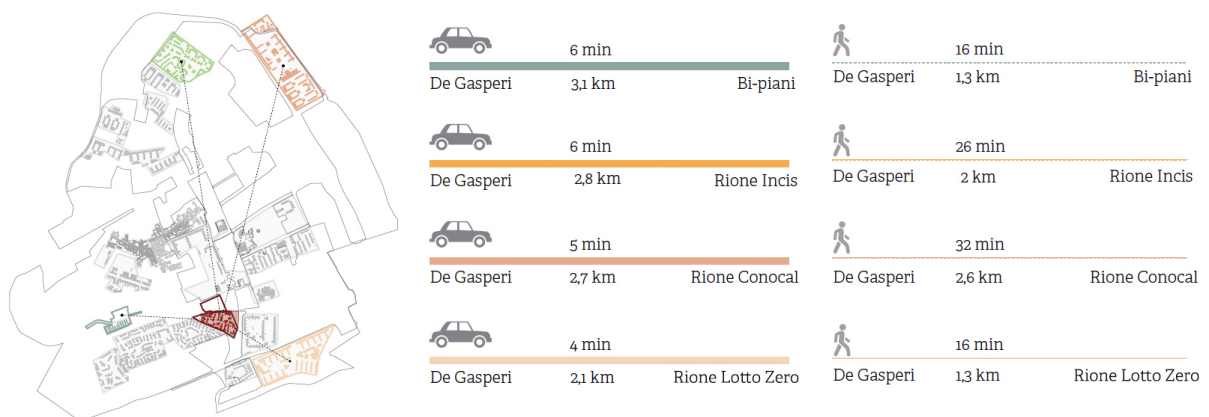 6 min
De Gasperi 3,1 km Bi-piani
6 min
De Gasperi 2,8 km Rione Incis
5 min
De Gasperi 2,7 km Rione Conocal
4 min
De Gasperi 2,1 km Rione Lotto Zero
16 min
De Gasperi 1,3 km Bi-piani
26 min
De Gasperi 2 km Rione Incis
32 min
De Gasperi 2,6 km Rione Conocal
16 min
De Gasperi 1,3 km Rione Lotto Zero